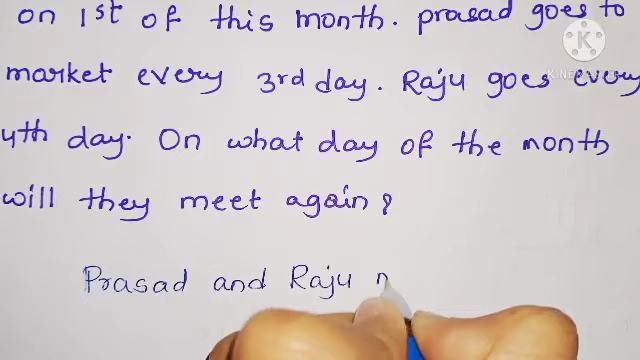 on 1st of this month. prasad goes to
market every 3rd day. Raju goes every
4th day. On what day of the month
will they meet again?
Prasad and Raju